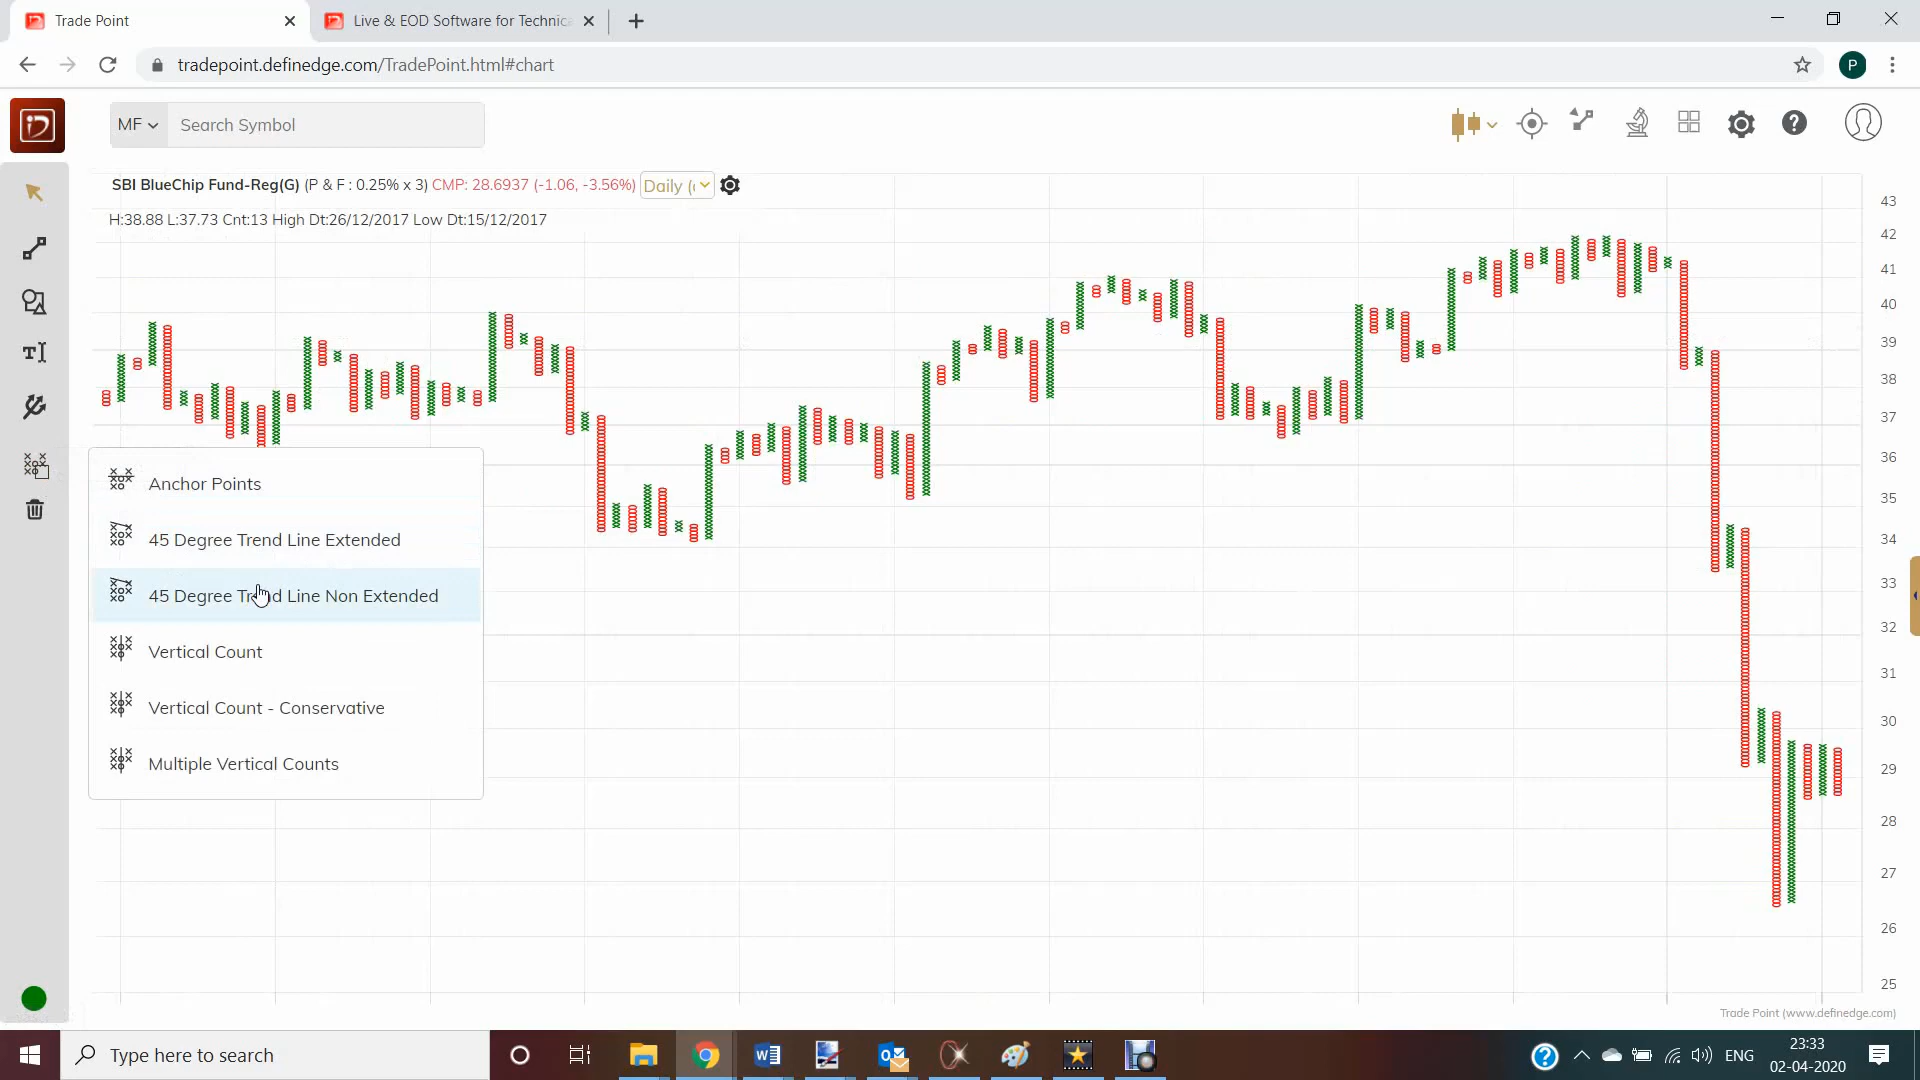 Trade Point
Live & EOD Software for Technic
tradepoint.definedge.com/TradePoint.html#chart
P
MF
Search Symbol
SBI BlueChip Fund-Reg(G) (P & F : 0.25% x 3) CMP: 28.6937 (-1.06, -3.56%) Daily (
H:38.88 L:37.73 Cnt:13 High Dt:26/12/2017 Low Dt:15/12/2017
43
42
41
40
39
38
37
36
35
34
33
32
31
30
29
28
27
26
25
Anchor Points
45 Degree Trend Line Extended
45 Degree Trend Line Non Extended
Vertical Count
Vertical Count - Conservative
Multiple Vertical Counts
Trade Point (www.definedge.com)
Type here to search
ENG
23:33
02-04-2020